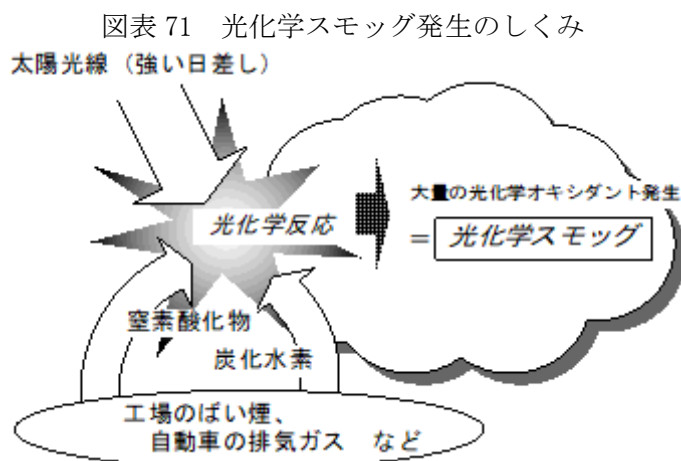 図表 71 光化学スモッグ発生のしくみ
太陽光線（強い日差し）
光化学反応
大量の光化学オキシダント発生
= 光化学スモッグ
窒素酸化物
炭化水素
工場のばい煙、
自動車の排気ガス など